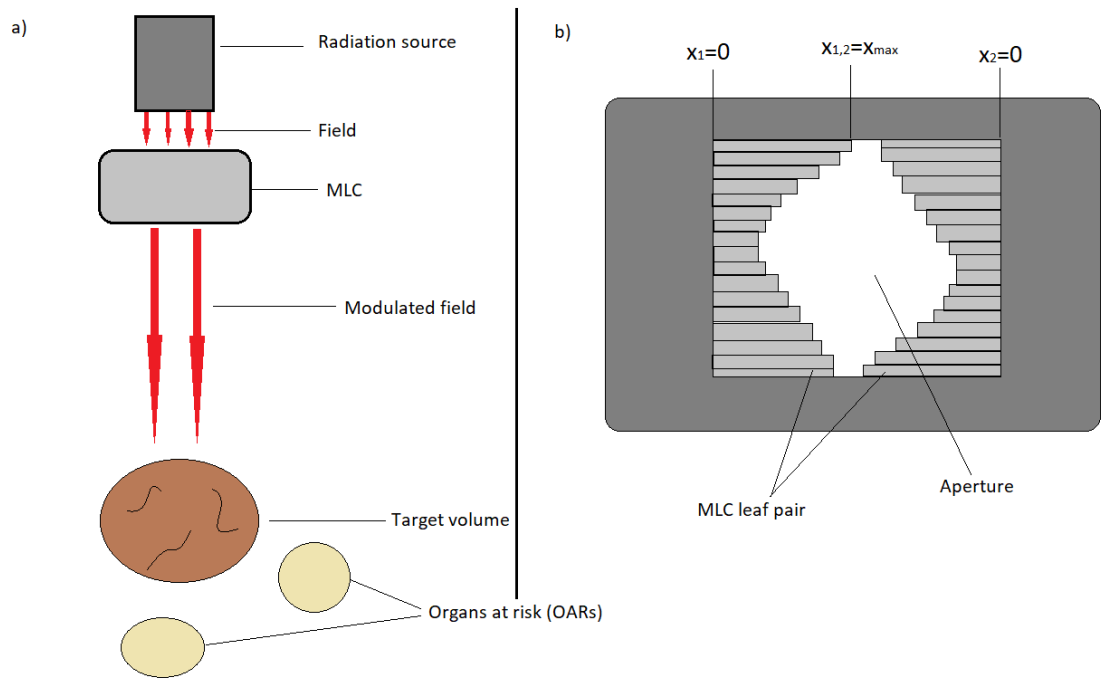 a)
Radiation source
Field
MLC
Modulated field
Target volume
Organs at risk (OARs)
b)
x₁=0
x₁,₂=xmax
x₂=0
MLC leaf pair
Aperture